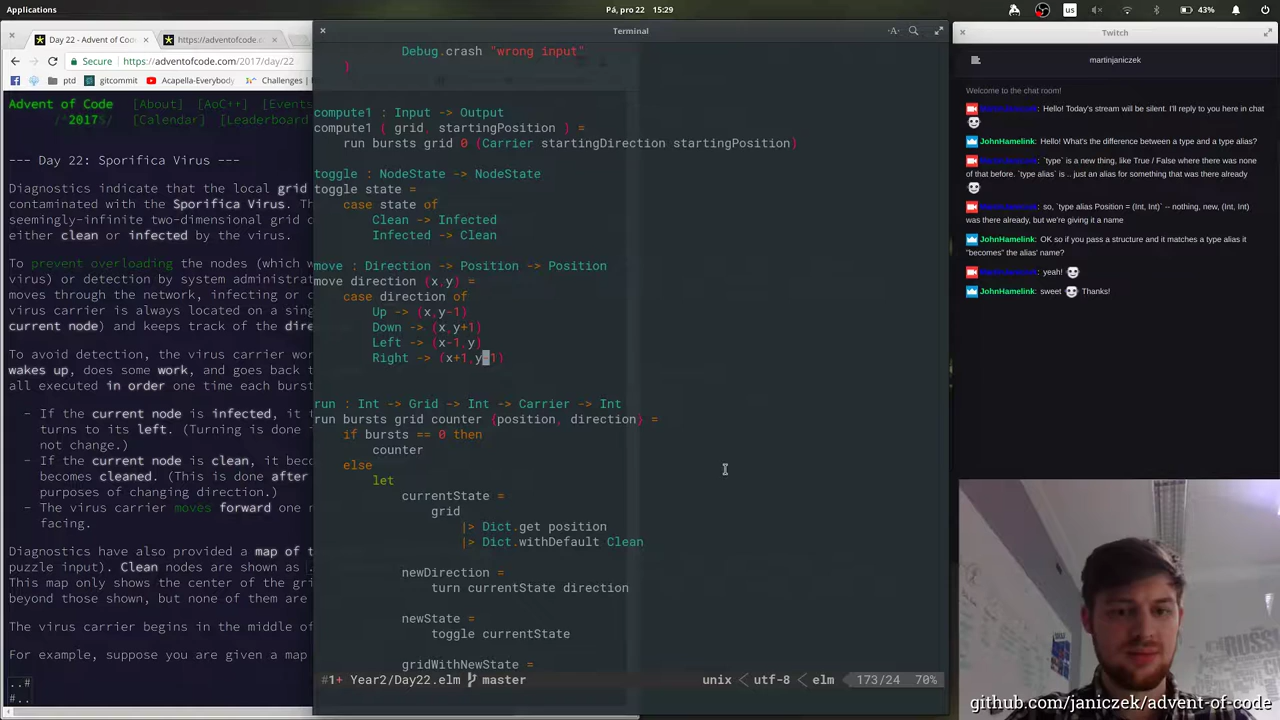 Applications
Pá, pro 22   15:29
us
43%
Day 22 - Advent of Cod
https://adventofcode.c
Secure
https://adventofcode.com/2017/day/22
ptd
gitcommit
Acapella-Everybody
Challenges |
Advent of Code
[About]
[AoC++]
[Events
/*2017*/
[Calendar]
[Leaderboard
--- Day 22: Sporifica Virus ---
Diagnostics indicate that the local grid
contaminated with the Sporifica Virus. Th
seemingly-infinite two-dimensional grid o
either clean or infected by the virus.
To prevent overloading the nodes (which w
virus) or detection by system administrat
moves through the network, infecting or c
virus carrier is always located on a singl
current node) and keeps track of the dire
To avoid detection, the virus carrier wor
wakes up, does some work, and goes back t
all executed in order one time each burst
- If the current node is infected, it t
turns to its left. (Turning is done i
not change.)
- If the current node is clean, it beco
becomes cleaned. (This is done after
purposes of changing direction.)
- The virus carrier moves forward one n
facing.
Diagnostics have also provided a map of t
puzzle input). Clean nodes are shown as .
This map only shows the center of the gri
beyond those shown, but none of them are
The virus carrier begins in the middle of
For example, suppose you are given a map
..#
#..
Terminal
-A-
Debug.crash "wrong input"
)
compute1 : Input -> Output
compute1 ( grid, startingPosition ) =
run bursts grid 0 (Carrier startingDirection startingPosition)
toggle : NodeState -> NodeState
toggle state =
case state of
Clean -> Infected
Infected -> Clean
move : Direction -> Position -> Position
move direction (x,y) =
case direction of
Up -> (x,y-1)
Down -> (x,y+1)
Left -> (x-1,y)
Right -> (x+1,y-1)
run : Int -> Grid -> Int -> Carrier -> Int
run bursts grid counter {position, direction} =
if bursts == 0 then
counter
else
let
currentState =
grid
|> Dict.get position
|> Dict.withDefault Clean
newDirection =
turn currentState direction
newState =
toggle currentState
gridWithNewState =
#1+ Year2/Day22.elm
master
unix < utf-8 < elm
173/24  70%
Twitch
martinjaniczek
Welcome to the chat room!
martinjaniczek: Hello! Today's stream will be silent. I'll reply to you here in chat
JohnHamelink: Hello! What's the difference between a type and a type alias?
martinjaniczek: `type` is a new thing, like True / False where there was none
of that before. `type alias` is .. just an alias for something that was there already
martinjaniczek: so, `type alias Position = (Int, Int)` -- nothing, new, (Int, Int)
was there already, but we're giving it a name
JohnHamelink: OK so if you pass a structure and it matches a type alias it
"becomes" the alias' name?
martinjaniczek: yeah!
JohnHamelink: sweet Thanks!
github.com/janiczek/advent-of-code